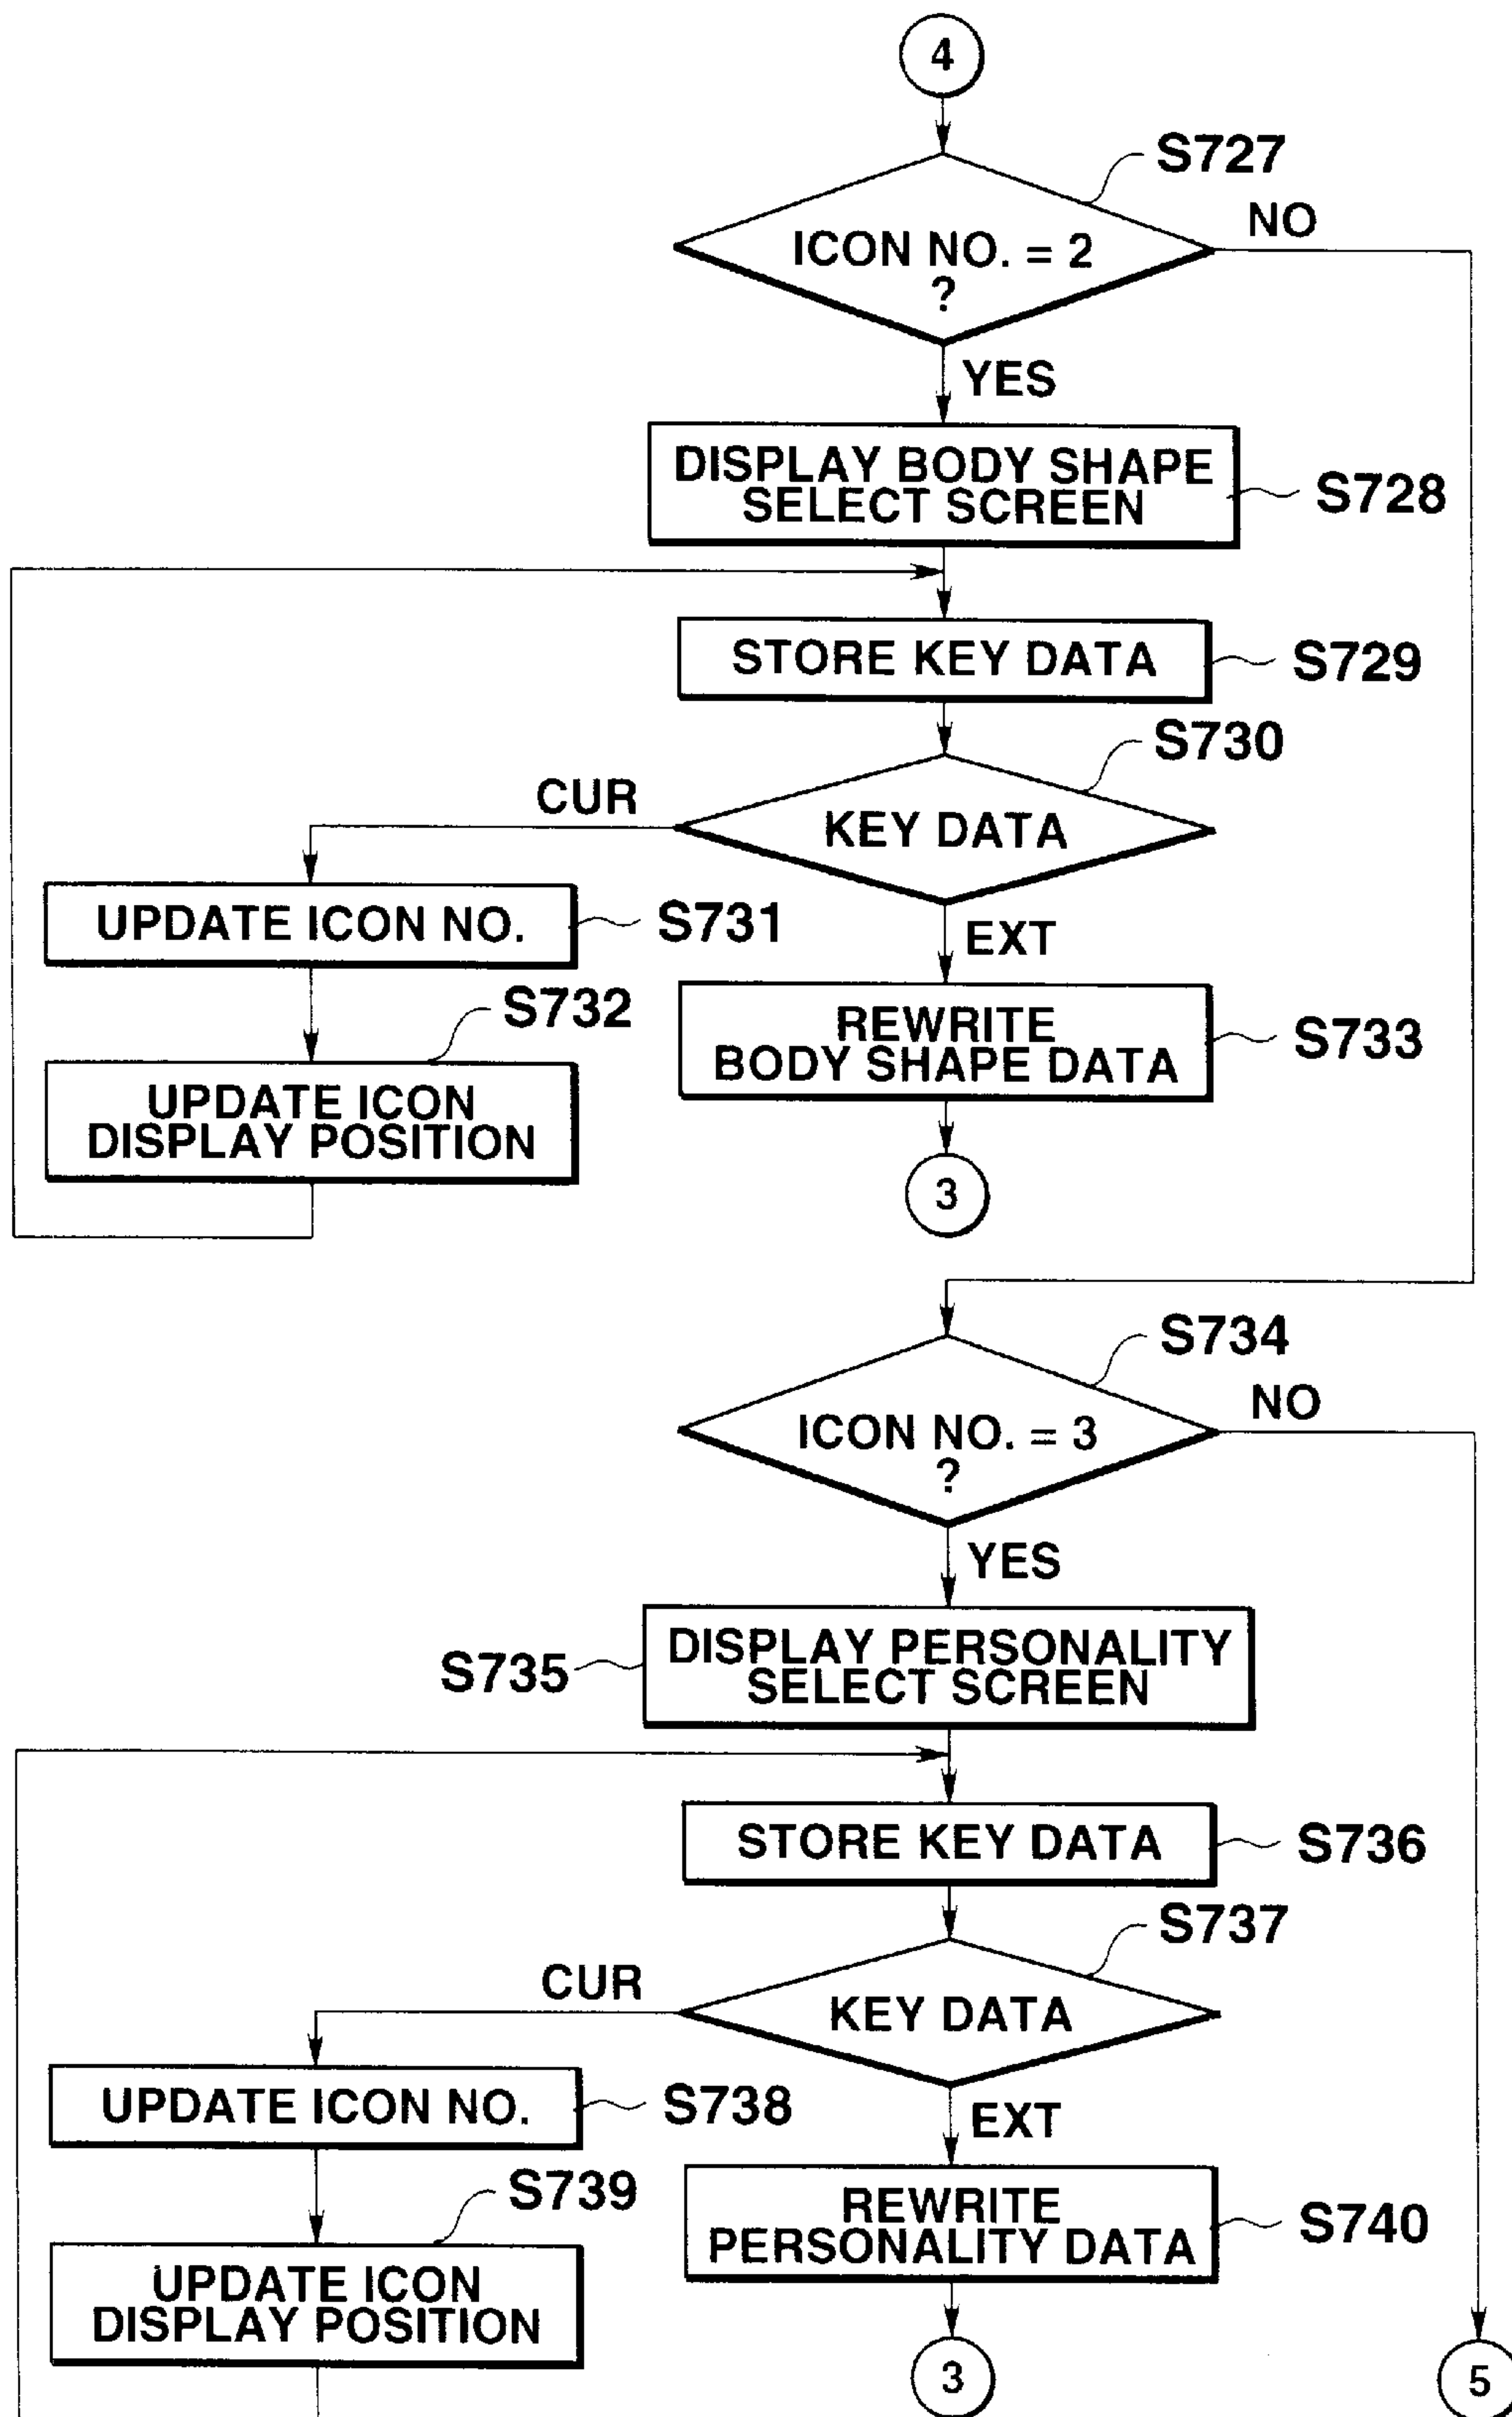 4
S727
NO
ICON NO. = 2
?
YES
DISPLAY BODY SHAPE
SELECT SCREEN
S728
STORE KEY DATA
S729
S730
CUR
KEY DATA
UPDATE ICON NO.
S731
EXT
S732
REWRITE
BODY SHAPE DATA
S733
UPDATE ICON
DISPLAY POSITION
3
S734
NO
ICON NO. = 3
?
YES
S735
DISPLAY PERSONALITY
SELECT SCREEN
STORE KEY DATA
S736
S737
CUR
KEY DATA
UPDATE ICON NO.
S738
EXT
S739
REWRITE
PERSONALITY DATA
S740
UPDATE ICON
DISPLAY POSITION
3
5